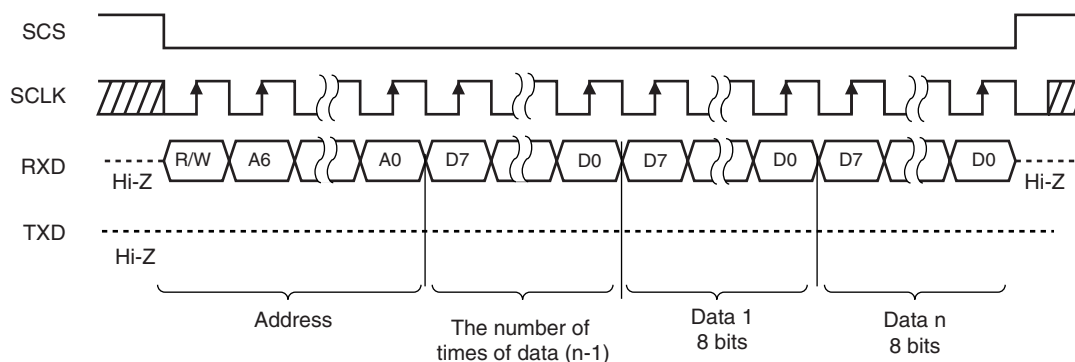 SCS
SCLK
RXD
R/W A6 A0 D7 D0 D7 D0 D7 D0
Hi-Z Hi-Z
TXD
Hi-Z
Address
The number of
times of data (n-1)
Data 1
8 bits
Data n
8 bits